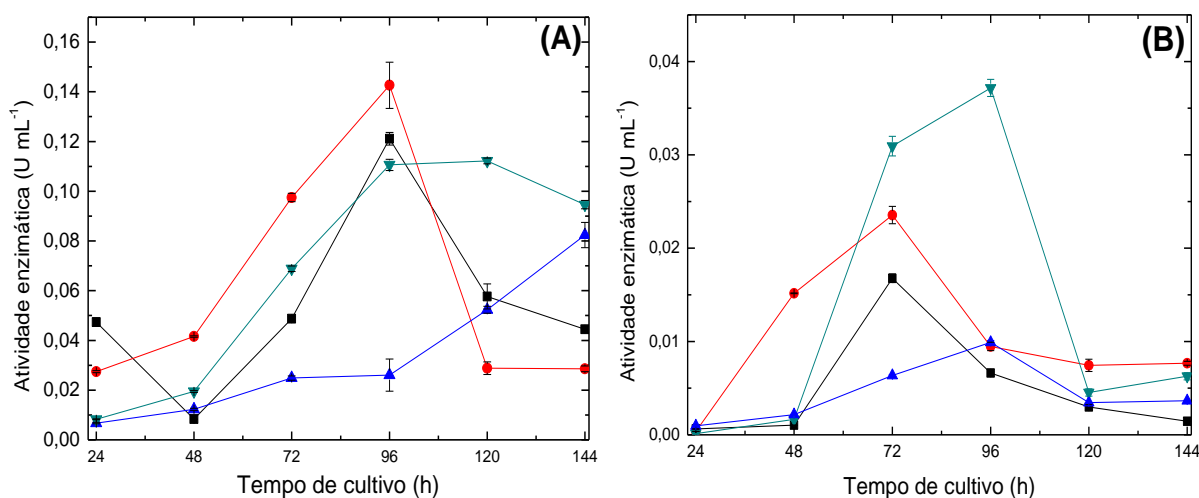 (A)
Atividade enzimática (U mL⁻¹)
0,16
0,14
0,12
0,10
0,08
0,06
0,04
0,02
0,00
24 48 72 96 120 144
Tempo de cultivo (h)
(B)
Atividade enzimática (U mL⁻¹)
0,04
0,03
0,02
0,01
0,00
24 48 72 96 120 144
Tempo de cultivo (h)